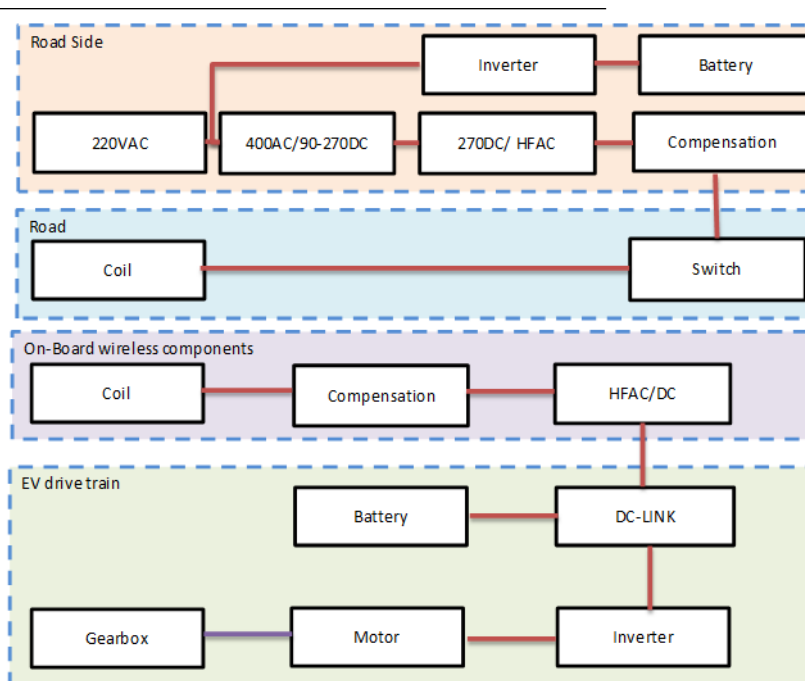 Road Side
Inverter
Battery
220VAC
400AC/90-270DC
270DC/ HFAC
Compensation
Road
Coil
Switch
On-Board wireless components
Coil
Compensation
HFAC/DC
EV drive train
Battery
DC-LINK
Gearbox
Motor
Inverter